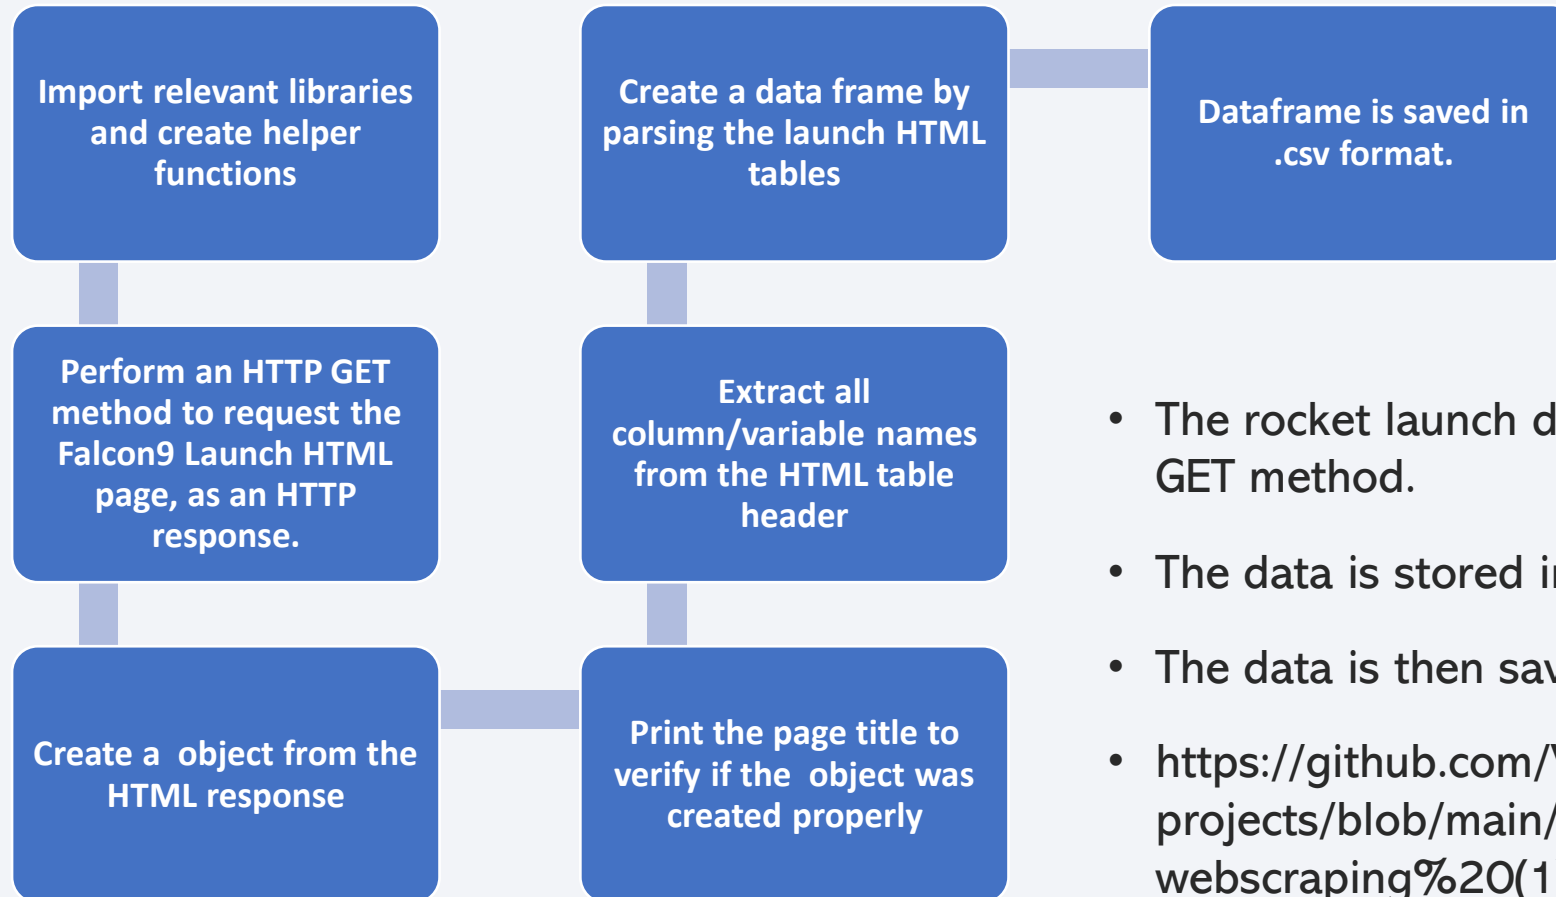 Import relevant libraries
and create helper
functions
Perform an HTTP GET
method to request the
Falcon9 Launch HTML
page, as an HTTP
response.
Create a  object from the
HTML response
Print the page title to
verify if the  object was
created properly
Extract all
column/variable names
from the HTML table
header
Create a data frame by
parsing the launch HTML
tables
Dataframe is saved in
.csv format.
• The rocket launch d
GET method.
• The data is stored
• The data is then
• https://github.com/
projects/blob/main/
webscraping%20(1